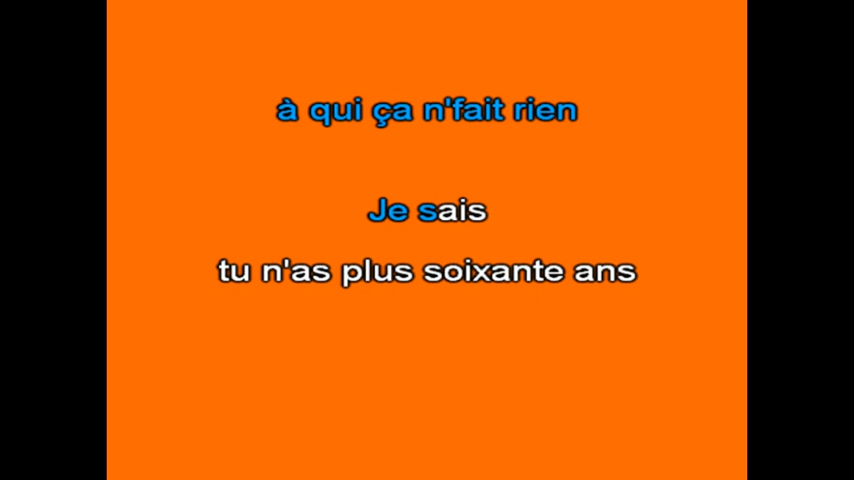 à qui ça n'fait rien
Je sais
tu n'as plus soixante ans